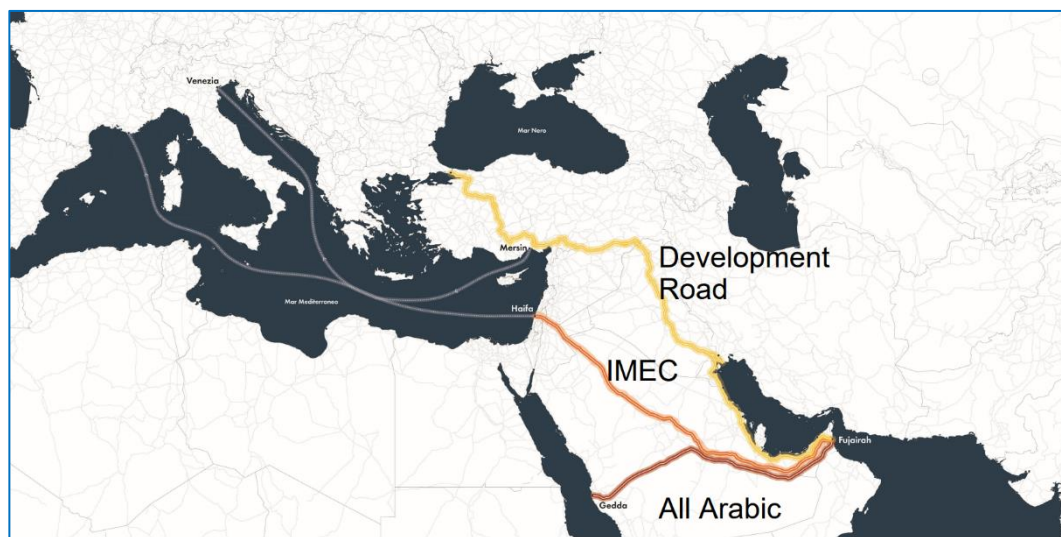 Venezia
Mar Nero
Mersin
Development
Road
Mar Mediterraneo
Haifa
IMEC
Fujairah
Gedda
All Arabic